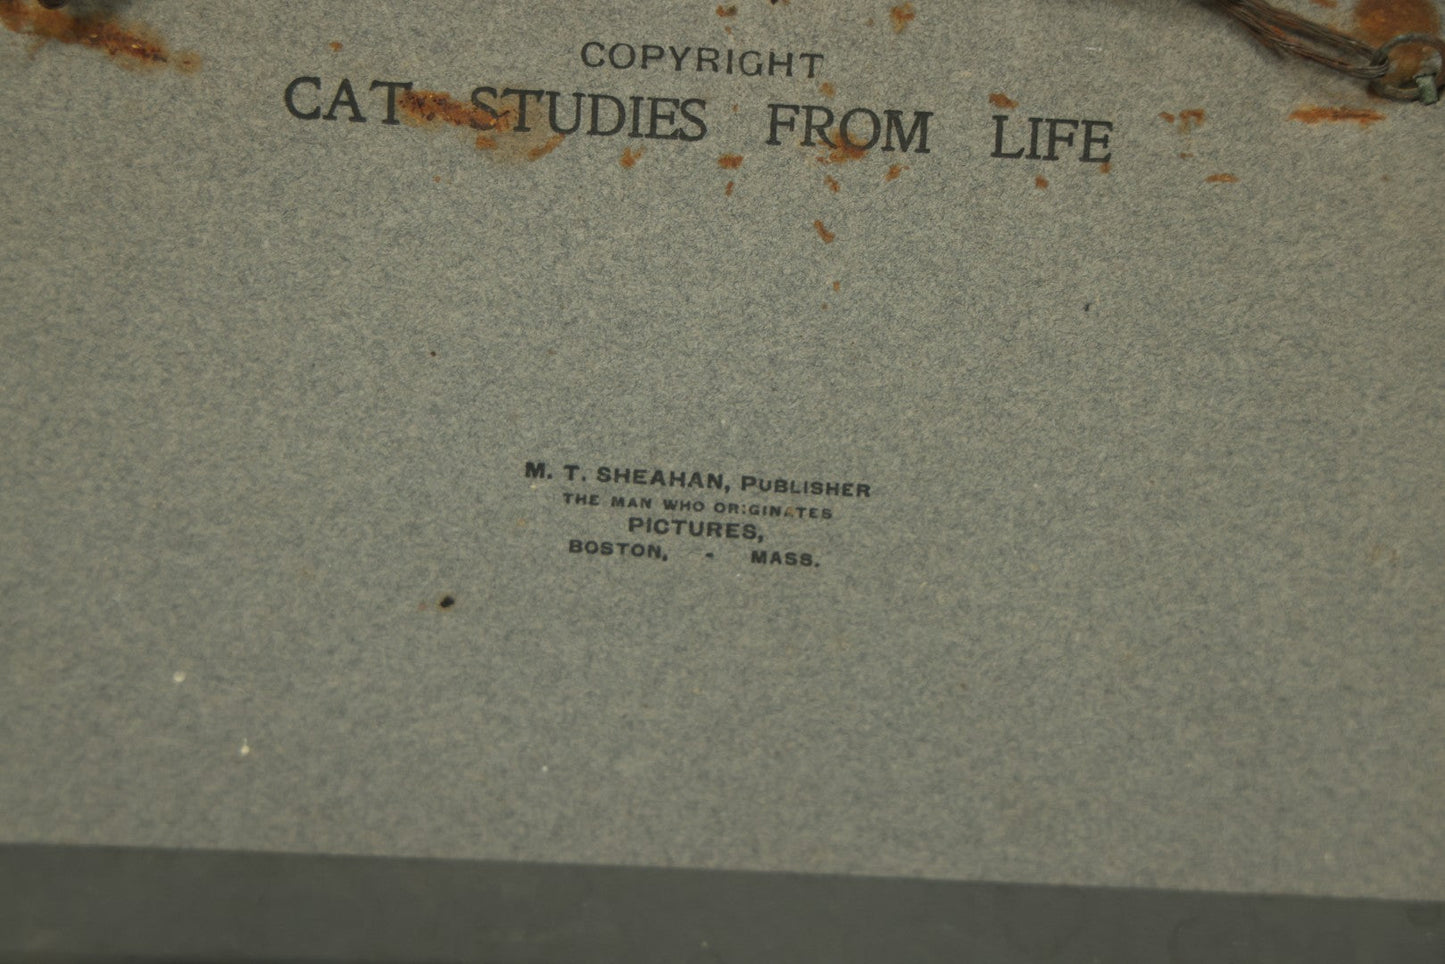 COPYRIGHT
CAT STUDIES FROM LIFE
M. T. SHEAHAN, PUBLISHER
THE MAN WHO ORIGINATES
PICTURES,
BOSTON, - MASS.